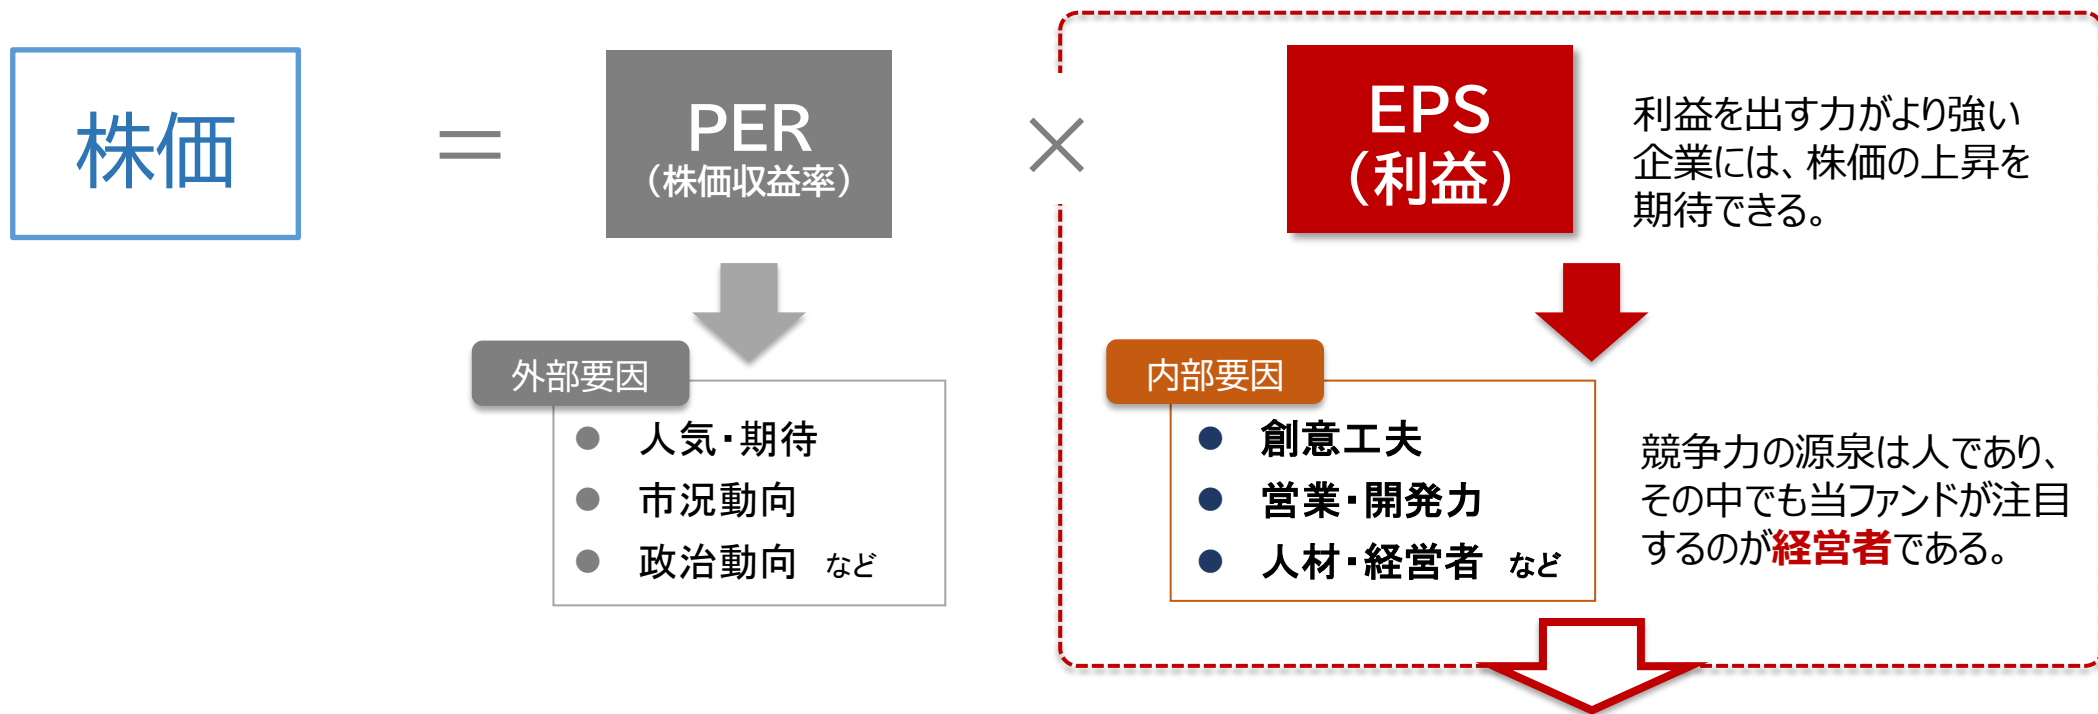 株価
＝
PER
（株価収益率）
×
EPS
（利益）
利益を出す力がより強い
企業には、株価の上昇を
期待できる。
外部要因
● 人気・期待
● 市況動向
● 政治動向 など
内部要因
● 創意工夫
● 営業・開発力
● 人材・経営者 など
競争力の源泉は人であり、
その中でも当ファンドが注目
するのが経営者である。